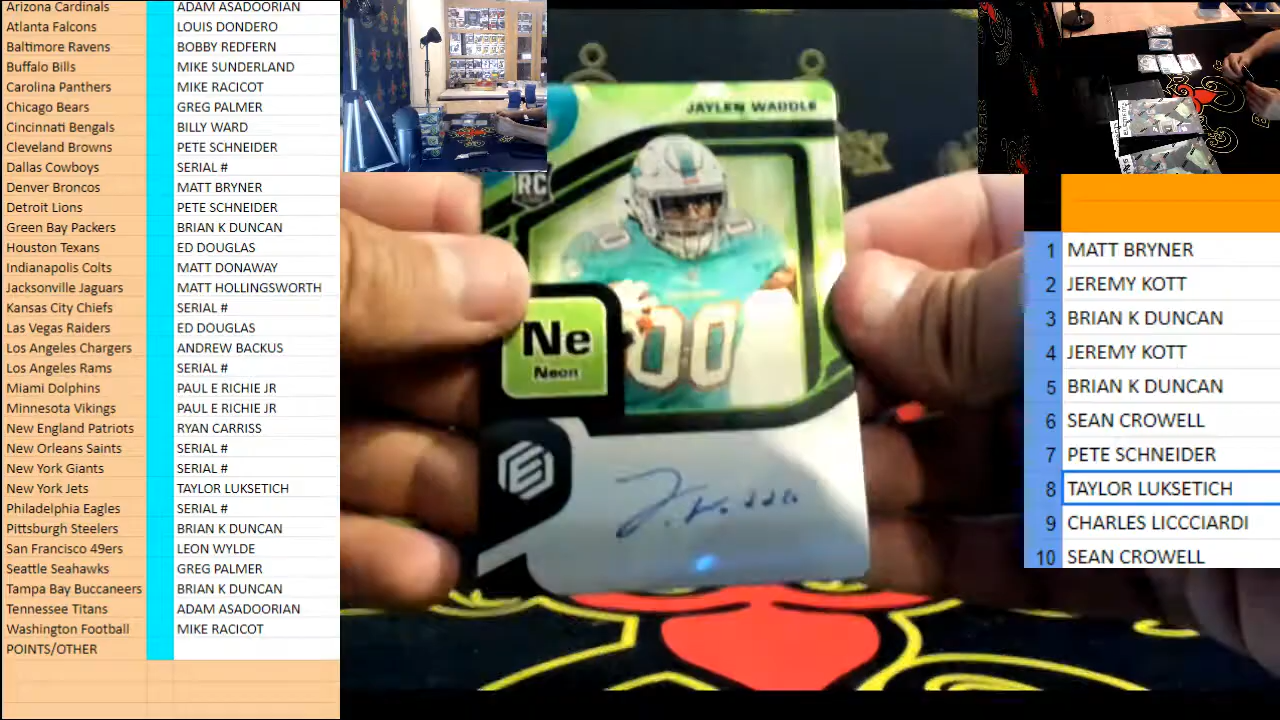 Arizona Cardinals ADAM ASADOORIAN
Atlanta Falcons LOUIS DONDERO
Baltimore Ravens BOBBY REDFERN
Buffalo Bills MIKE SUNDERLAND
Carolina Panthers MIKE RACICOT
Chicago Bears GREG PALMER
Cincinnati Bengals BILLY WARD
Cleveland Browns PETE SCHNEIDER
Dallas Cowboys SERIAL #
Denver Broncos MATT BRYNER
Detroit Lions PETE SCHNEIDER
Green Bay Packers BRIAN K DUNCAN
Houston Texans ED DOUGLAS
Indianapolis Colts MATT DONAWAY
Jacksonville Jaguars MATT HOLLINGSWORTH
Kansas City Chiefs SERIAL #
Las Vegas Raiders ED DOUGLAS
Los Angeles Chargers ANDREW BACKUS
Los Angeles Rams SERIAL #
Miami Dolphins PAUL E RICHIE JR
Minnesota Vikings PAUL E RICHIE JR
New England Patriots RYAN CARRISS
New Orleans Saints SERIAL #
New York Giants SERIAL #
New York Jets TAYLOR LUKSETICH
Philadelphia Eagles SERIAL #
Pittsburgh Steelers BRIAN K DUNCAN
San Francisco 49ers LEON WYLDE
Seattle Seahawks GREG PALMER
Tampa Bay Buccaneers BRIAN K DUNCAN
Tennessee Titans ADAM ASADOORIAN
Washington Football MIKE RACICOT
POINTS/OTHER
JAYLEN WADDLE
RC
00
Ne
Neon
E
1 MATT BRYNER
2 JEREMY KOTT
3 BRIAN K DUNCAN
4 JEREMY KOTT
5 BRIAN K DUNCAN
6 SEAN CROWELL
7 PETE SCHNEIDER
8 TAYLOR LUKSETICH
9 CHARLES LICCCIARDI
10 SEAN CROWELL